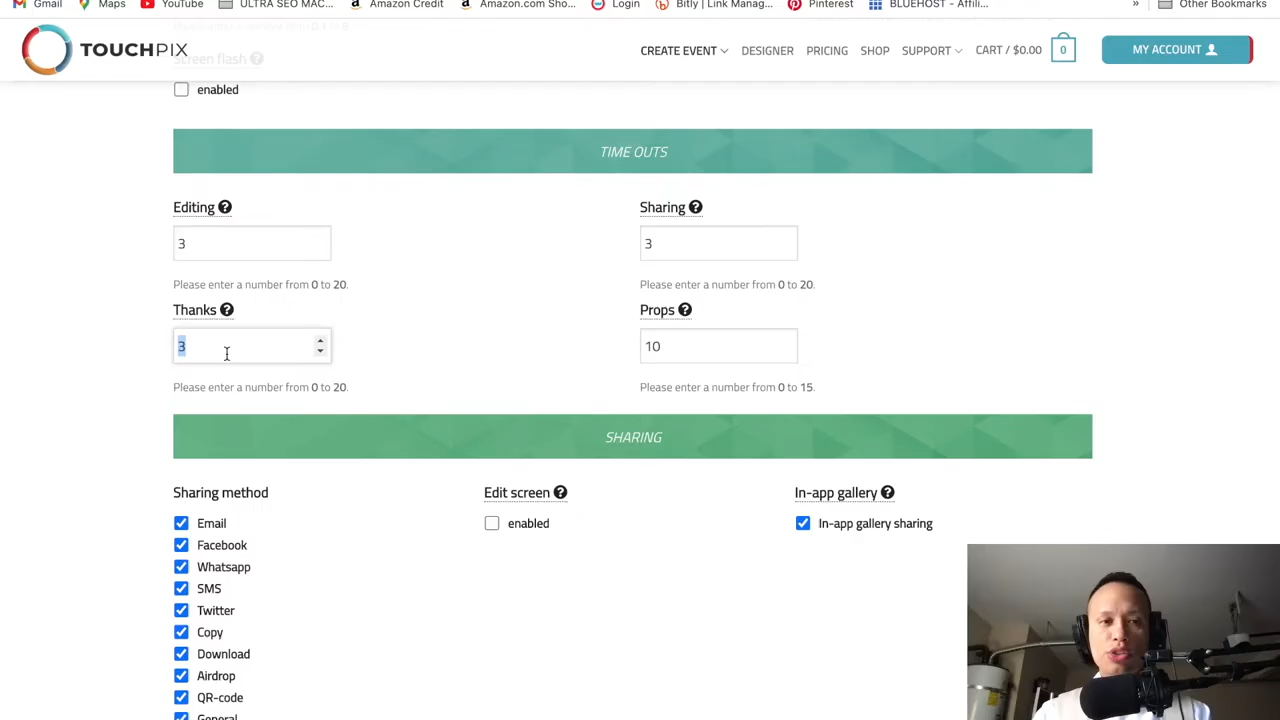 Gmail Maps YouTube ULTRA SEO MAC... Amazon Credit Amazon.com Sho... Login Bitly | Link Manag... Pinterest BLUEHOST - Affili... » Other Bookmarks
TOUCHPIX CREATE EVENT DESIGNER PRICING SHOP SUPPORT CART / $0.00 0 MY ACCOUNT
Screen flash ?
enabled
TIME OUTS
Editing ? Sharing ?
3 3
Please enter a number from 0 to 20. Please enter a number from 0 to 20.
Thanks ? Props ?
3 10
Please enter a number from 0 to 20. Please enter a number from 0 to 15.
SHARING
Sharing method Edit screen ? In-app gallery ?
Email enabled In-app gallery sharing
Facebook
Whatsapp
SMS
Twitter
Copy
Download
Airdrop
QR-code
General